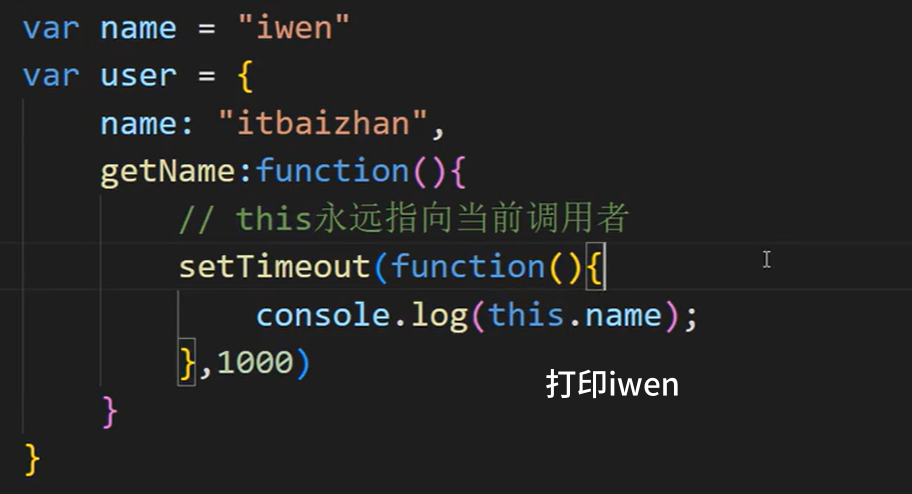 var name = "iwen"
var user = {
    name: "itbaizhan",
    getName:function(){
        // this永远指向当前调用者
        setTimeout(function(){
            console.log(this.name);
        },1000)
打印iwen
    }
}